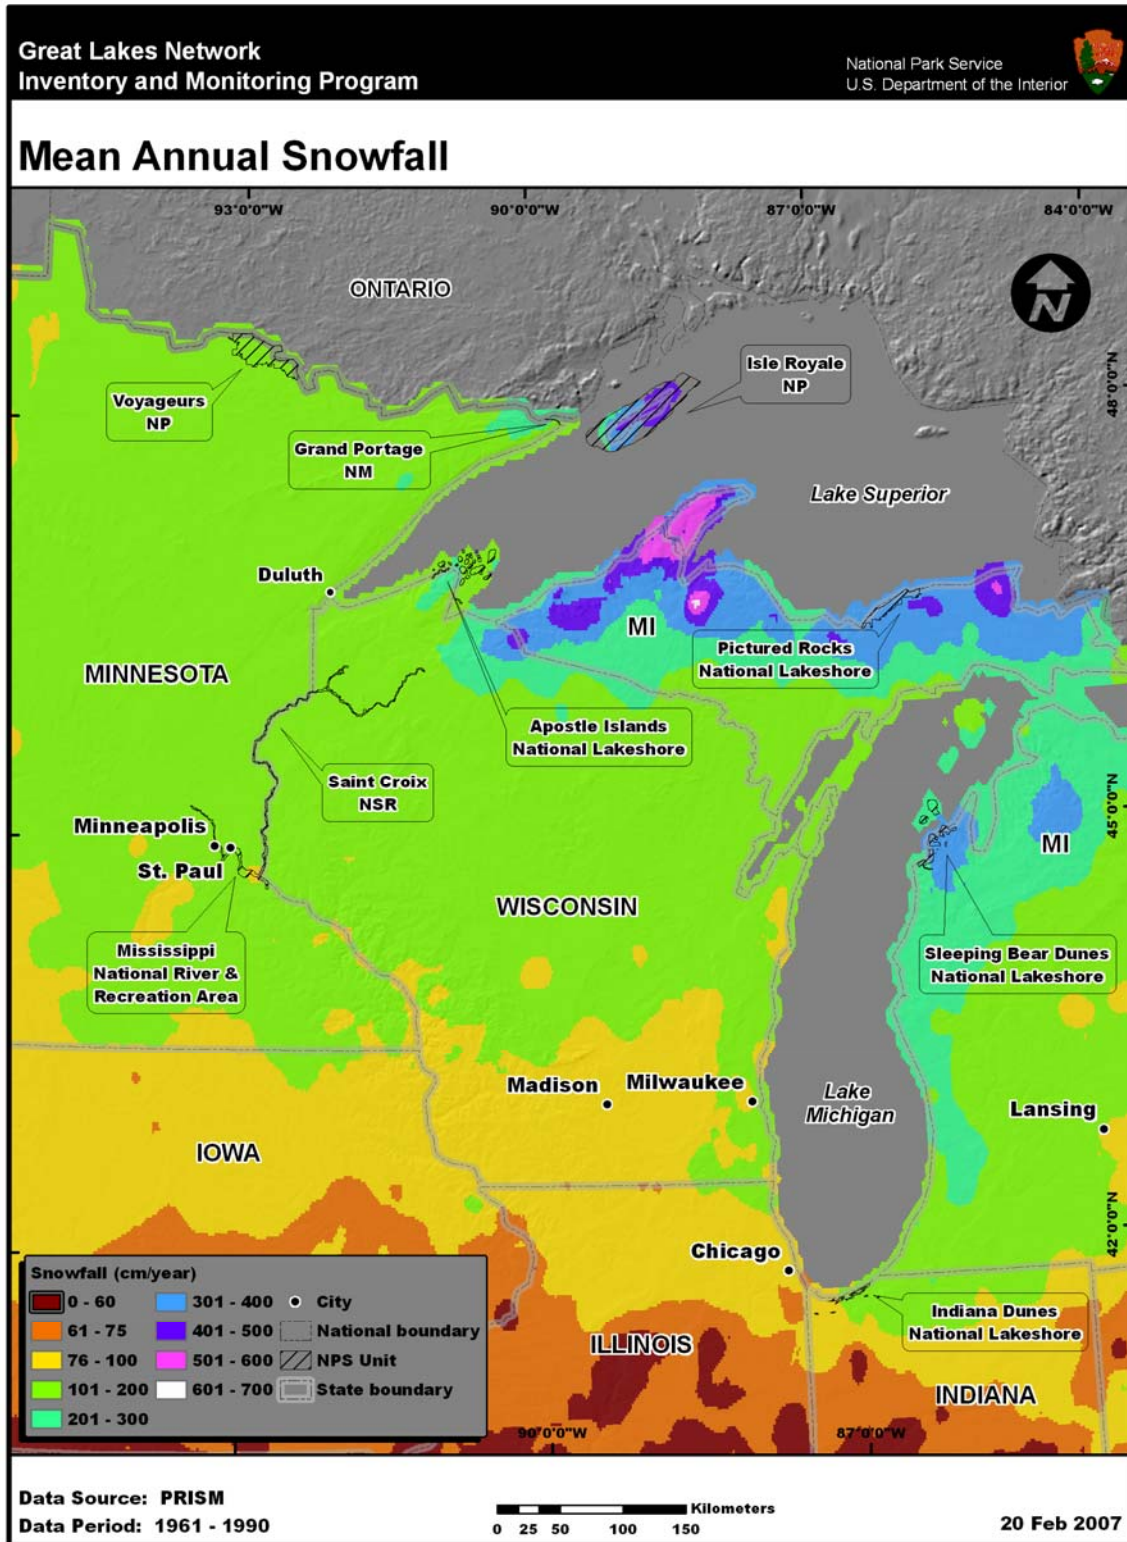 Great Lakes Network
Inventory and Monitoring Program
National Park Service
U.S. Department of the Interior
Mean Annual Snowfall
93°0'0"W
90°0'0"W
87°0'0"W
84°0'0"W
ONTARIO
N
Isle Royale
NP
48°0'0"N
Voyageurs
NP
Grand Portage
NM
Lake Superior
Duluth
MI
Pictured Rocks
National Lakeshore
MINNESOTA
Apostle Islands
National Lakeshore
Saint Croix
NSR
45°0'0"N
Minneapolis
St. Paul
MI
WISCONSIN
Mississippi
National River &
Recreation Area
Sleeping Bear Dunes
National Lakeshore
Madison
Milwaukee
Lake
Michigan
Lansing
IOWA
42°0'0"N
Chicago
Indiana Dunes
National Lakeshore
ILLINOIS
INDIANA
Snowfall (cm/year)
0 - 60
301 - 400
City
61 - 75
401 - 500
National boundary
76 - 100
501 - 600
NPS Unit
101 - 200
601 - 700
State boundary
201 - 300
90°0'0"W
87°0'0"W
Data Source: PRISM
Data Period: 1961 - 1990
Kilometers
0 25 50 100 150
20 Feb 2007